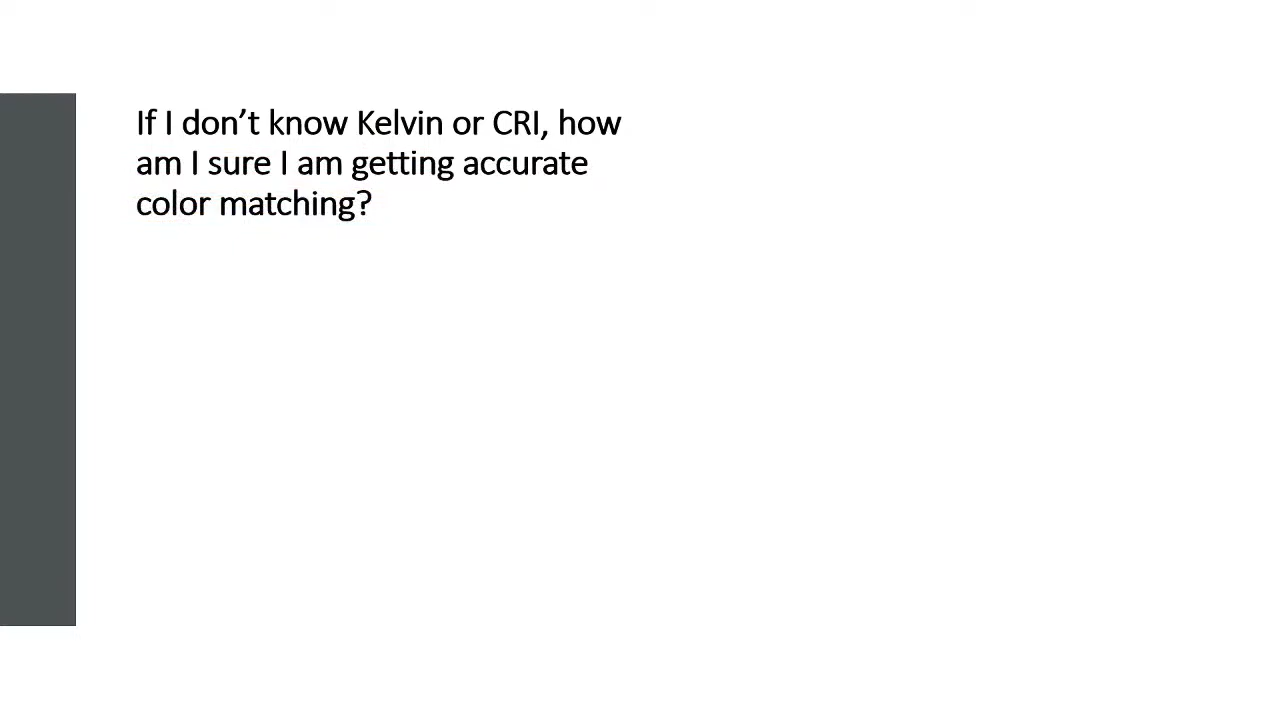 If I don’t know Kelvin or CRI, how
am I sure I am getting accurate
color matching?